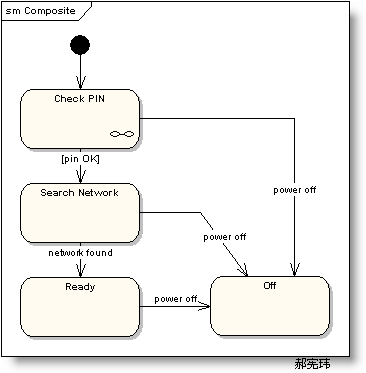 sm Composite
Check PIN
[pin OK]
power off
Search Network
power off
network found
Ready
power off
Off
郝宪玮